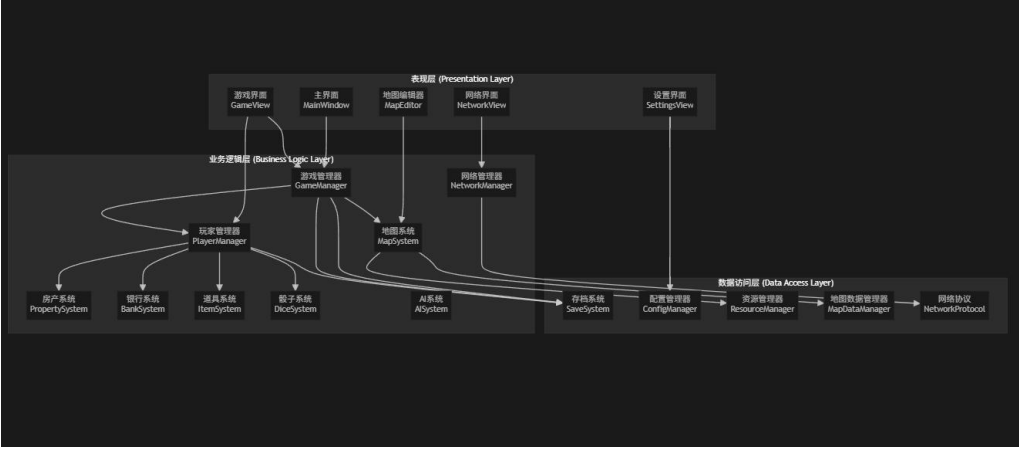 表现层 (Presentation Layer)
游戏界面
GameView
主界面
MainWindow
地图编辑器
MapEditor
网络界面
NetworkView
设置界面
SettingsView
业务逻辑层 (Business Logic Layer)
游戏管理器
GameManager
网络管理器
NetworkManager
玩家管理器
PlayerManager
地图系统
MapSystem
房产系统
PropertySystem
银行系统
BankSystem
道具系统
ItemSystem
骰子系统
DiceSystem
AI系统
AISystem
数据访问层 (Data Access Layer)
存档系统
SaveSystem
配置管理器
ConfigManager
资源管理器
ResourceManager
地图数据管理器
MapDataManager
网络协议
NetworkProtocol